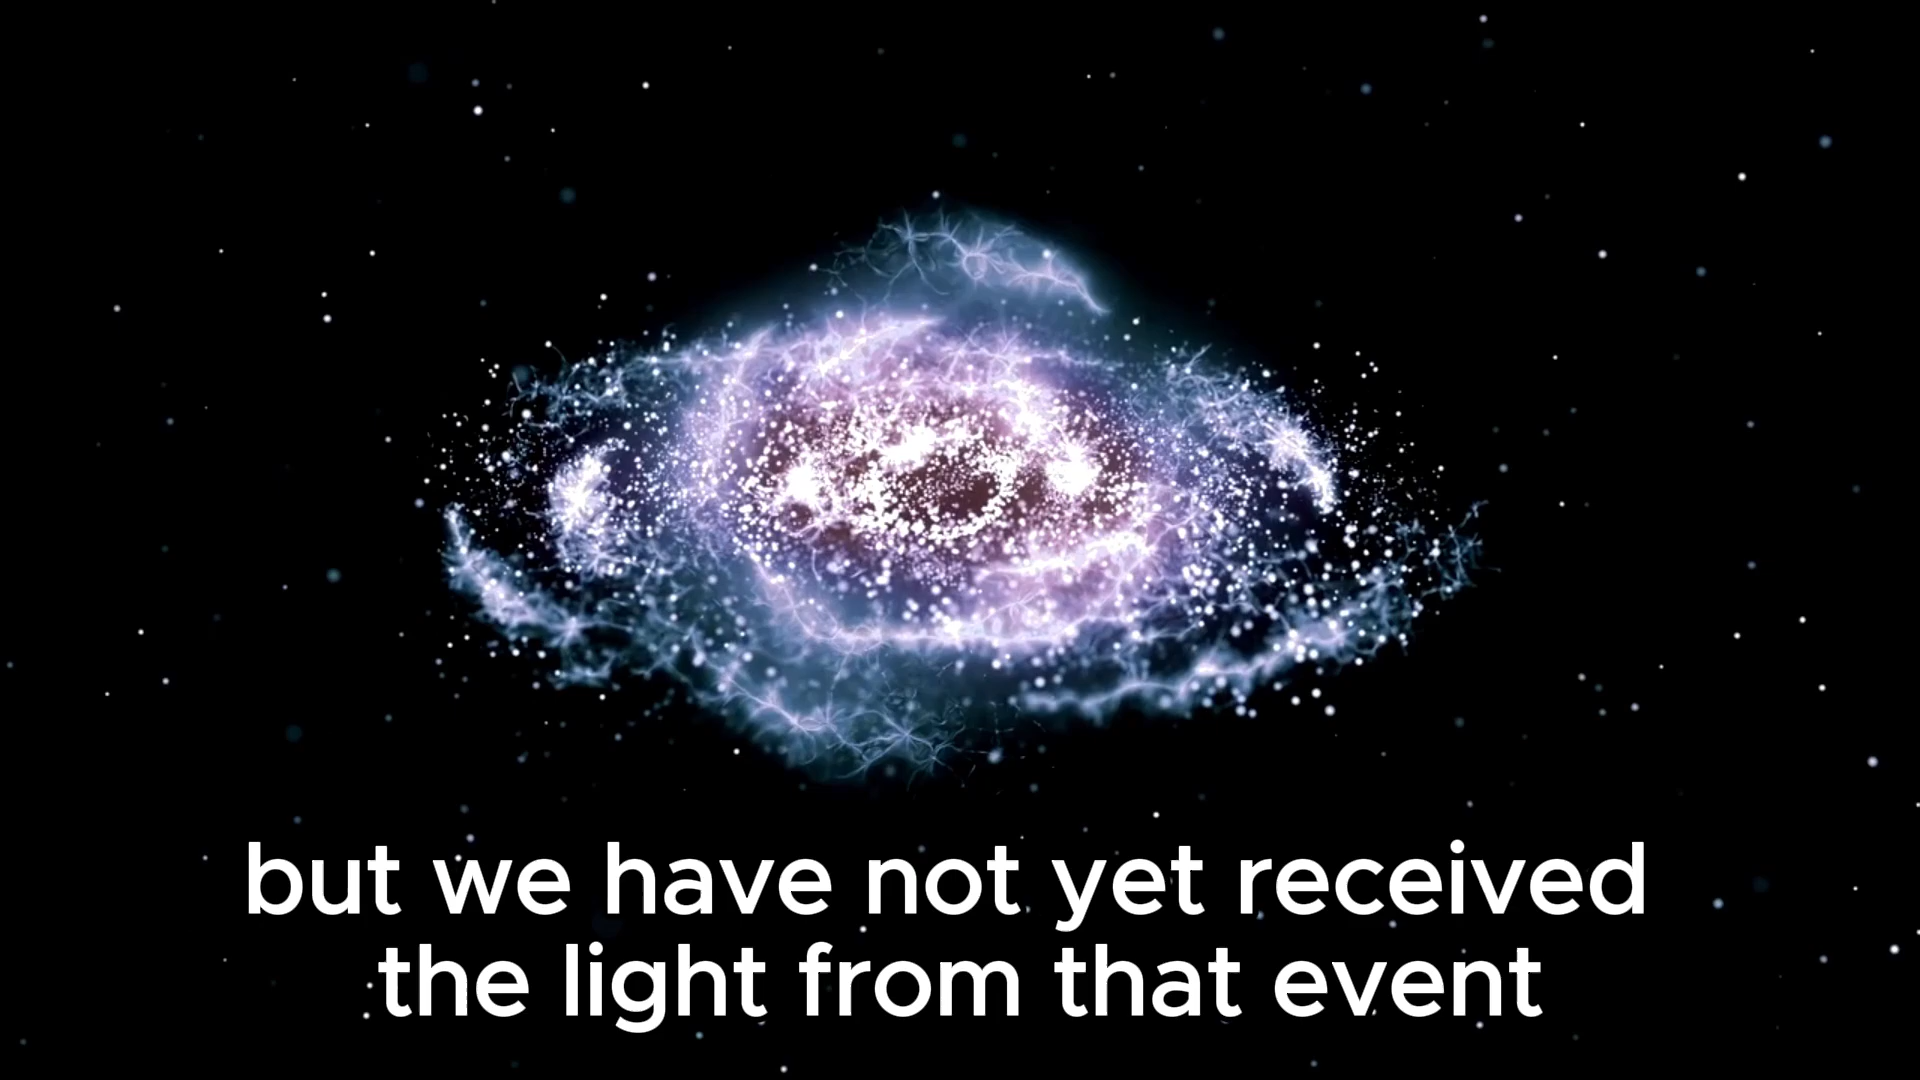 but we have not yet received
the light from that event